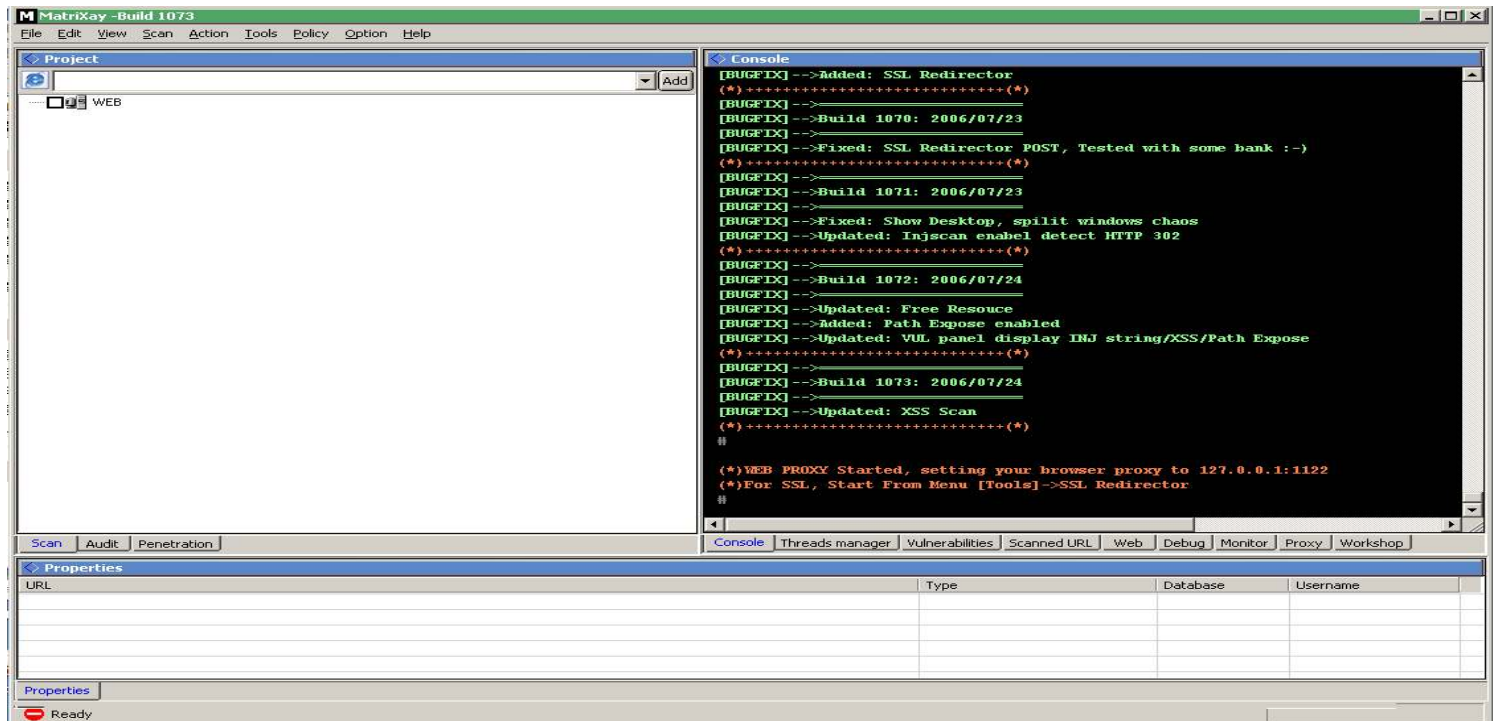 M MatriXay -Build 1073
File Edit View Scan Action Tools Policy Option Help
Project
Add
WEB
Scan Audit Penetration
Console
[BUGFIX]-->Added: SSL Redirector
(*)++++++++++++++++++++++++++++(*)
[BUGFIX]-->══════════════════════
[BUGFIX]-->Build 1070: 2006/07/23
[BUGFIX]-->══════════════════════
[BUGFIX]-->Fixed: SSL Redirector POST, Tested with some bank :-)
(*)++++++++++++++++++++++++++++(*)
[BUGFIX]-->══════════════════════
[BUGFIX]-->Build 1071: 2006/07/23
[BUGFIX]-->══════════════════════
[BUGFIX]-->Fixed: Show Desktop, spilit windows chaos
[BUGFIX]-->Updated: Injscan enabel detect HTTP 302
(*)++++++++++++++++++++++++++++(*)
[BUGFIX]-->══════════════════════
[BUGFIX]-->Build 1072: 2006/07/24
[BUGFIX]-->══════════════════════
[BUGFIX]-->Updated: Free Resouce
[BUGFIX]-->Added: Path Expose enabled
[BUGFIX]-->Updated: VUL panel display INJ string/XSS/Path Expose
(*)++++++++++++++++++++++++++++(*)
[BUGFIX]-->══════════════════════
[BUGFIX]-->Build 1073: 2006/07/24
[BUGFIX]-->══════════════════════
[BUGFIX]-->Updated: XSS Scan
(*)++++++++++++++++++++++++++++(*)
#
(*)WEB PROXY Started, setting your browser proxy to 127.0.0.1:1122
(*)For SSL, Start From Menu [Tools]->SSL Redirector
#
Console Threads manager Vulnerabilities Scanned URL Web Debug Monitor Proxy Workshop
Properties
URL Type Database Username
Properties
Ready